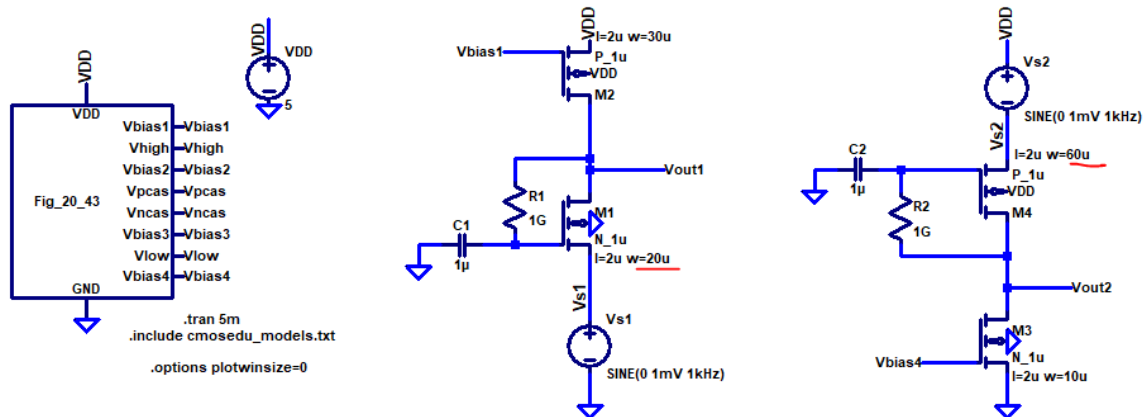 VDD
VDD
VDD
5
VDD
Vbias1
Vbias1
Vhigh
Vhigh
Vbias2
Vbias2
Vpcas
Vpcas
Fig_20_43
Vncas
Vncas
Vbias3
Vbias3
Vlow
Vlow
Vbias4
Vbias4
GND
.tran 5m
.include cmosedu_models.txt
.options plotwinsize=0
VDD
l=2u w=30u
Vbias1
P_1u
VDD
M2
Vout1
R1
1G
M1
C1
1µ
N_1u
l=2u w=20u
Vs1
Vs1
SINE(0 1mV 1kHz)
VDD
Vs2
SINE(0 1mV 1kHz)
Vs2
l=2u w=60u
C2
1µ
P_1u
VDD
R2
1G
M4
Vout2
M3
Vbias4
N_1u
l=2u w=10u